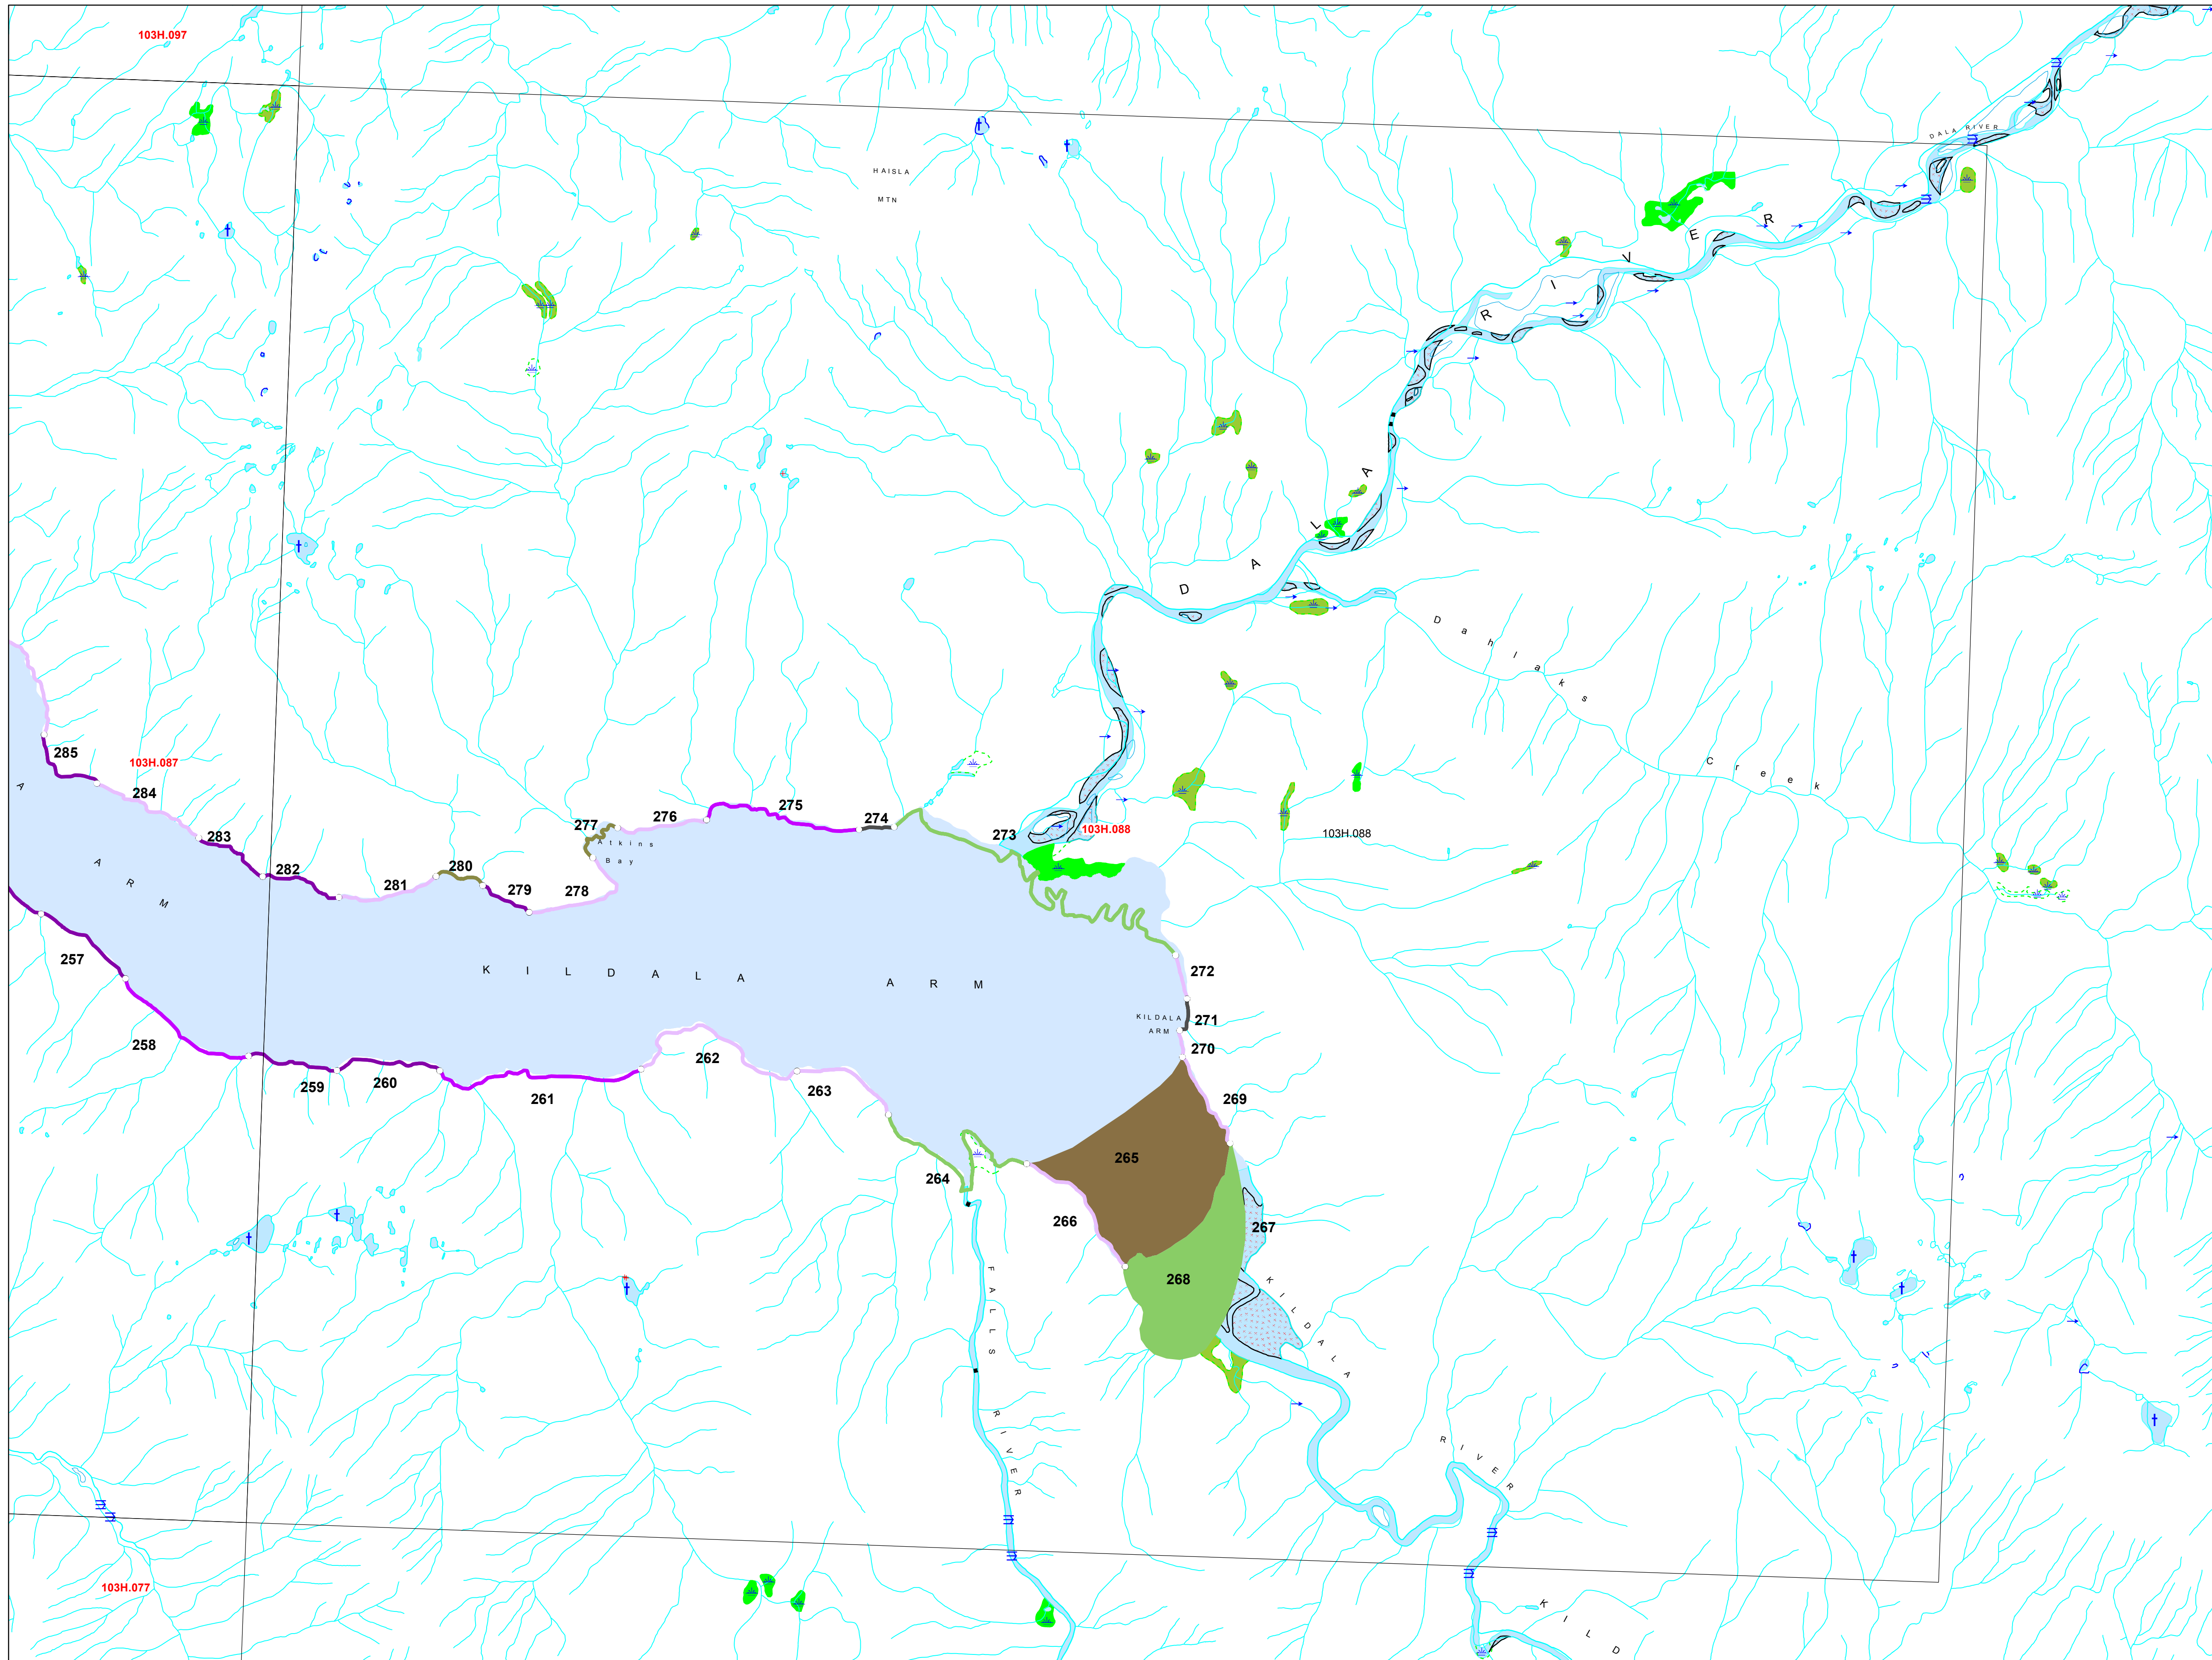 103H.097
DALA RIVER
HAISLA
MTN
DALA RIVER
Dahlaks Creek
285
103H.087
284
283
282
281
280
279
278
277
Atkins
Bay
276
275
274
273
103H.088
103H.088
A
ARM
257
258
259
260
261
262
263
264
KILDALA ARM
272
KILDALA
ARM
271
270
269
265
266
267
268
FALLS RIVER
KILDALA RIVER
103H.077
KILD